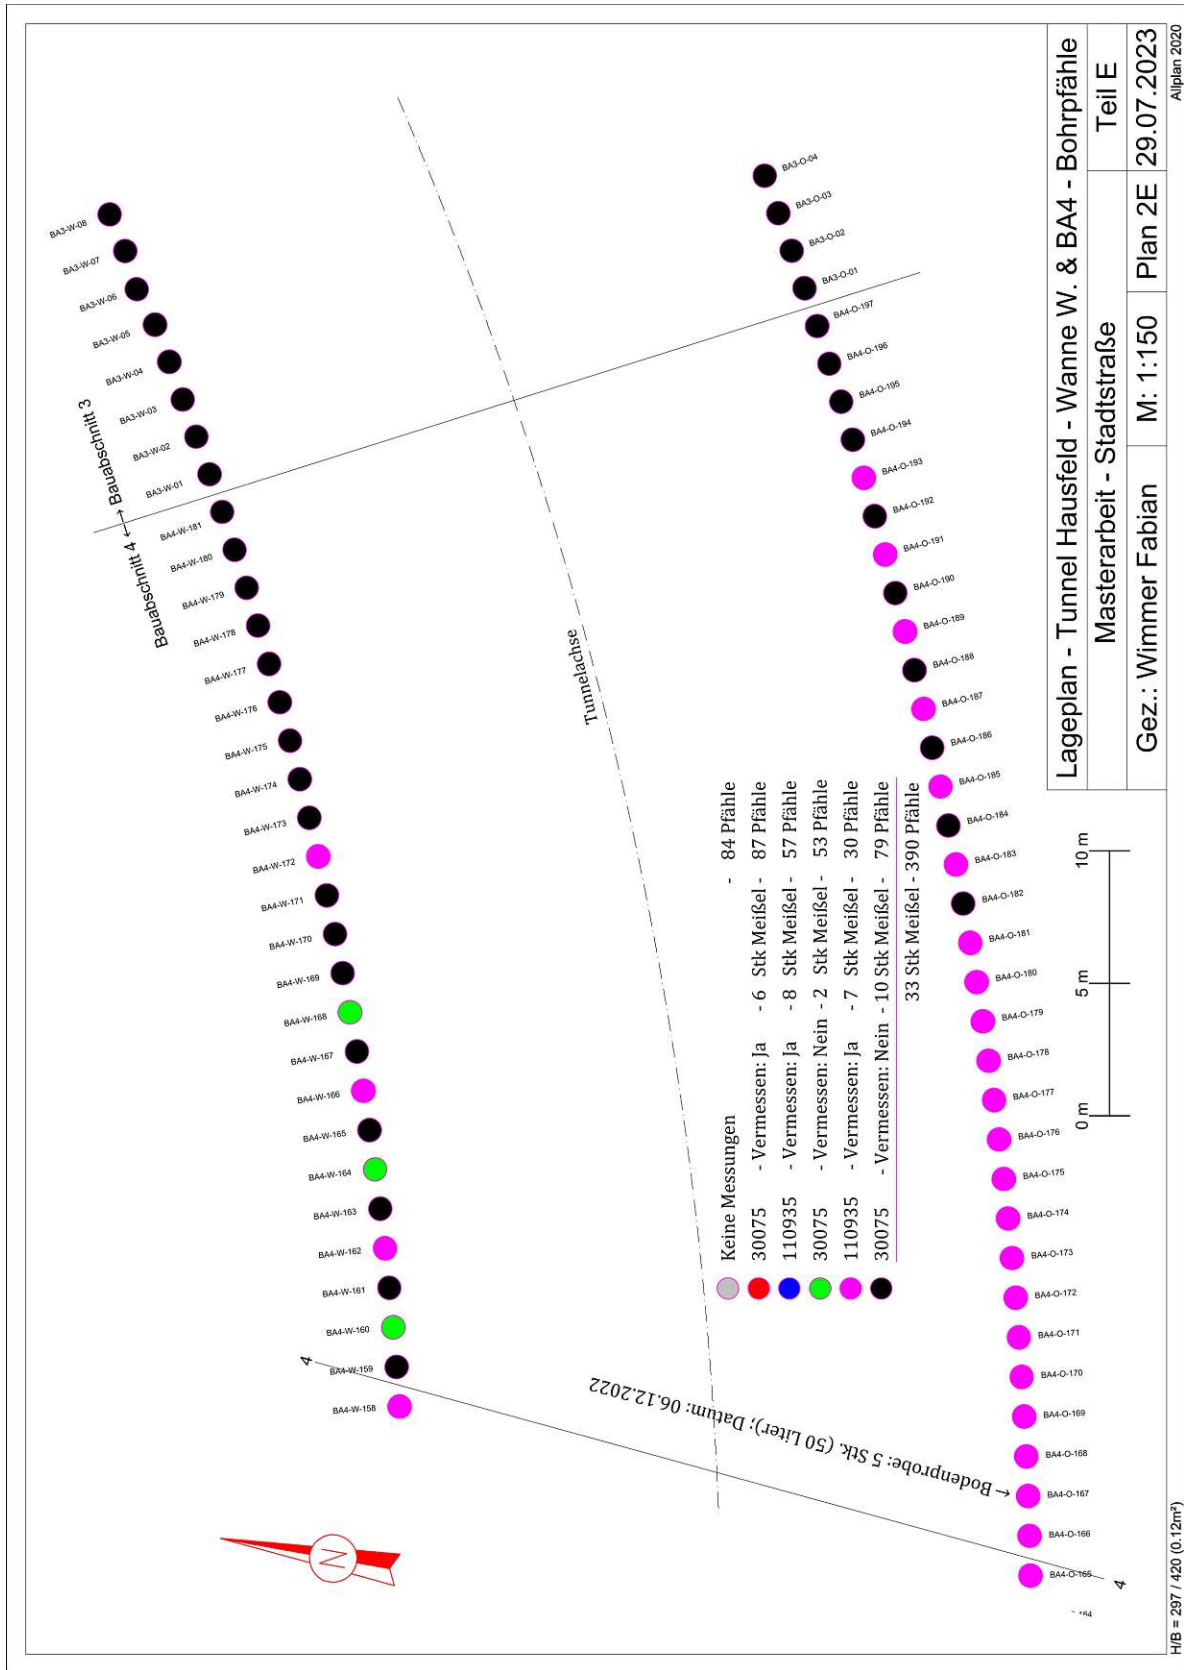 BA3-W-08
BA3-W-07
BA3-W-06
BA3-W-05
BA3-W-04
BA3-W-03
BA3-W-02
BA3-W-01
Bauabschnitt 4 ←→ Bauabschnitt 3
BA4-W-181
BA4-W-180
BA4-W-179
BA4-W-178
BA4-W-177
BA4-W-176
BA4-W-175
BA4-W-174
BA4-W-173
BA4-W-172
BA4-W-171
BA4-W-170
BA4-W-169
BA4-W-168
BA4-W-167
BA4-W-166
BA4-W-165
BA4-W-164
BA4-W-163
BA4-W-162
BA4-W-161
BA4-W-160
BA4-W-159
BA4-W-158
4
N
Tunnelachse
Keine Messungen - 84 Pfähle
30075 - Vermessen: Ja - 6 Stk Meißel - 87 Pfähle
110935 - Vermessen: Ja - 8 Stk Meißel - 57 Pfähle
30075 - Vermessen: Nein - 2 Stk Meißel - 53 Pfähle
110935 - Vermessen: Ja - 7 Stk Meißel - 30 Pfähle
30075 - Vermessen: Nein - 10 Stk Meißel - 79 Pfähle
33 Stk Meißel - 390 Pfähle
Bodenprobe: 5 Stk. (50 Liter); Datum: 06.12.2022
BA3-O-04
BA3-O-03
BA3-O-02
BA3-O-01
BA4-O-197
BA4-O-196
BA4-O-195
BA4-O-194
BA4-O-193
BA4-O-192
BA4-O-191
BA4-O-190
BA4-O-189
BA4-O-188
BA4-O-187
BA4-O-186
BA4-O-185
BA4-O-184
BA4-O-183
BA4-O-182
BA4-O-181
BA4-O-180
BA4-O-179
BA4-O-178
BA4-O-177
BA4-O-176
BA4-O-175
BA4-O-174
BA4-O-173
BA4-O-172
BA4-O-171
BA4-O-170
BA4-O-169
BA4-O-168
BA4-O-167
BA4-O-166
BA4-O-165
4
0 m 5 m 10 m
Lageplan - Tunnel Hausfeld - Wanne W. & BA4 - Bohrpfähle
Masterarbeit - Stadtstraße Teil E
Gez.: Wimmer Fabian M: 1:150 Plan 2E 29.07.2023
H/B = 297 / 420 (0.12m²) Allplan 2020